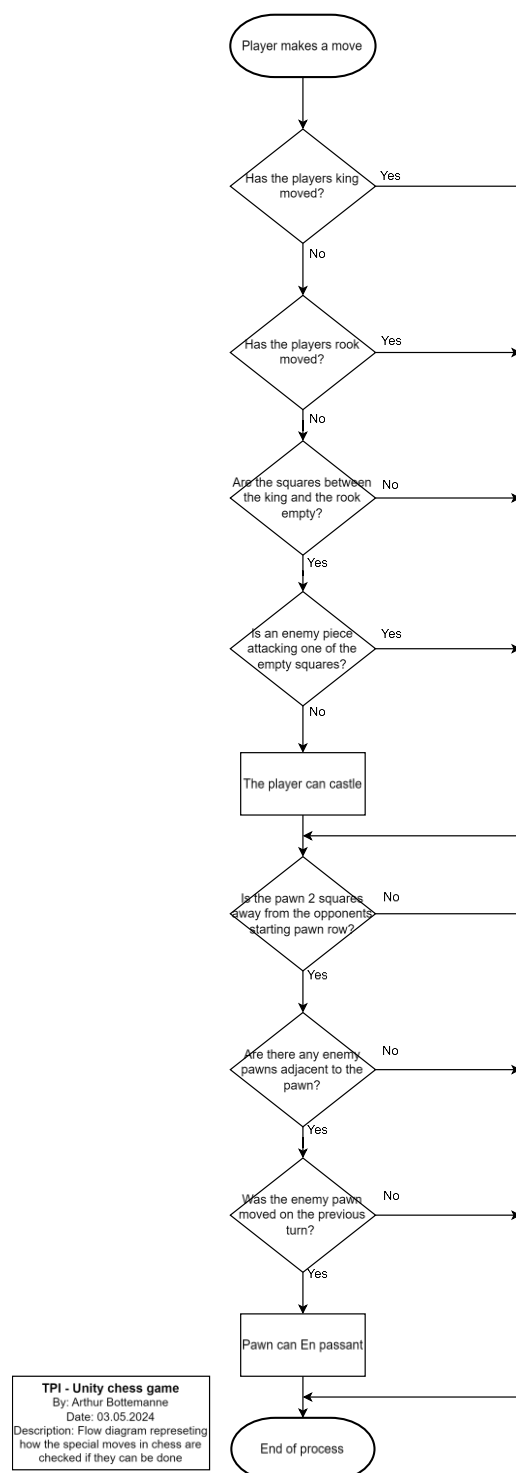 Player makes a move
Has the players king
moved?
Yes
No
Has the players rook
moved?
Yes
No
Are the squares between
the king and the rook
empty?
No
Yes
Is an enemy piece
attacking one of the
empty squares?
Yes
No
The player can castle
Is the pawn 2 squares
away from the opponents
starting pawn row?
No
Yes
Are there any enemy
pawns adjacent to the
pawn?
No
Yes
Was the enemy pawn
moved on the previous
turn?
No
Yes
Pawn can En passant
End of process
TPI - Unity chess game
By: Arthur Bottemanne
Date: 03.05.2024
Description: Flow diagram represeting
how the special moves in chess are
checked if they can be done